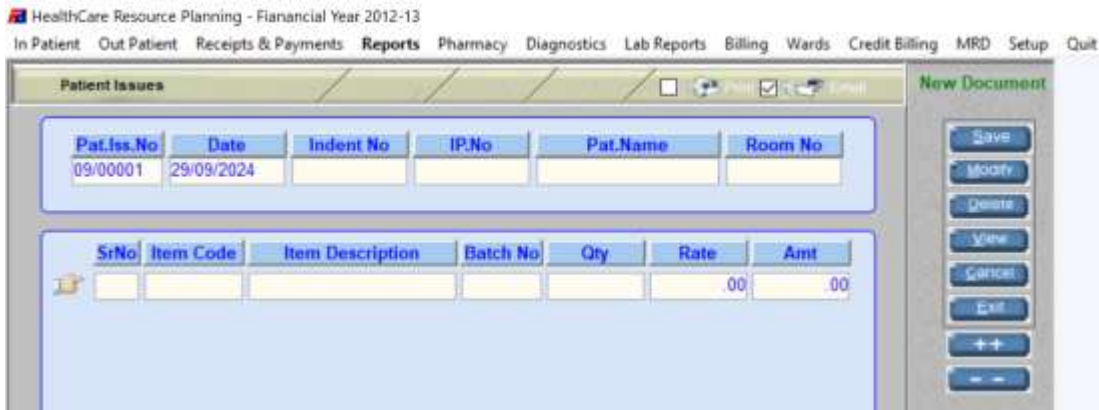 HealthCare Resource Planning - Fianancial Year 2012-13
In Patient Out Patient Receipts & Payments Reports Pharmacy Diagnostics Lab Reports Billing Wards Credit Billing MRD Setup Quit
Patient Issues Print Email New Document
Pat.Iss.No Date Indent No IP.No Pat.Name Room No
09/00001 29/09/2024
SrNo Item Code Item Description Batch No Qty Rate Amt
.00 .00
Save
Modify
Delete
View
Cancel
Exit
++
--